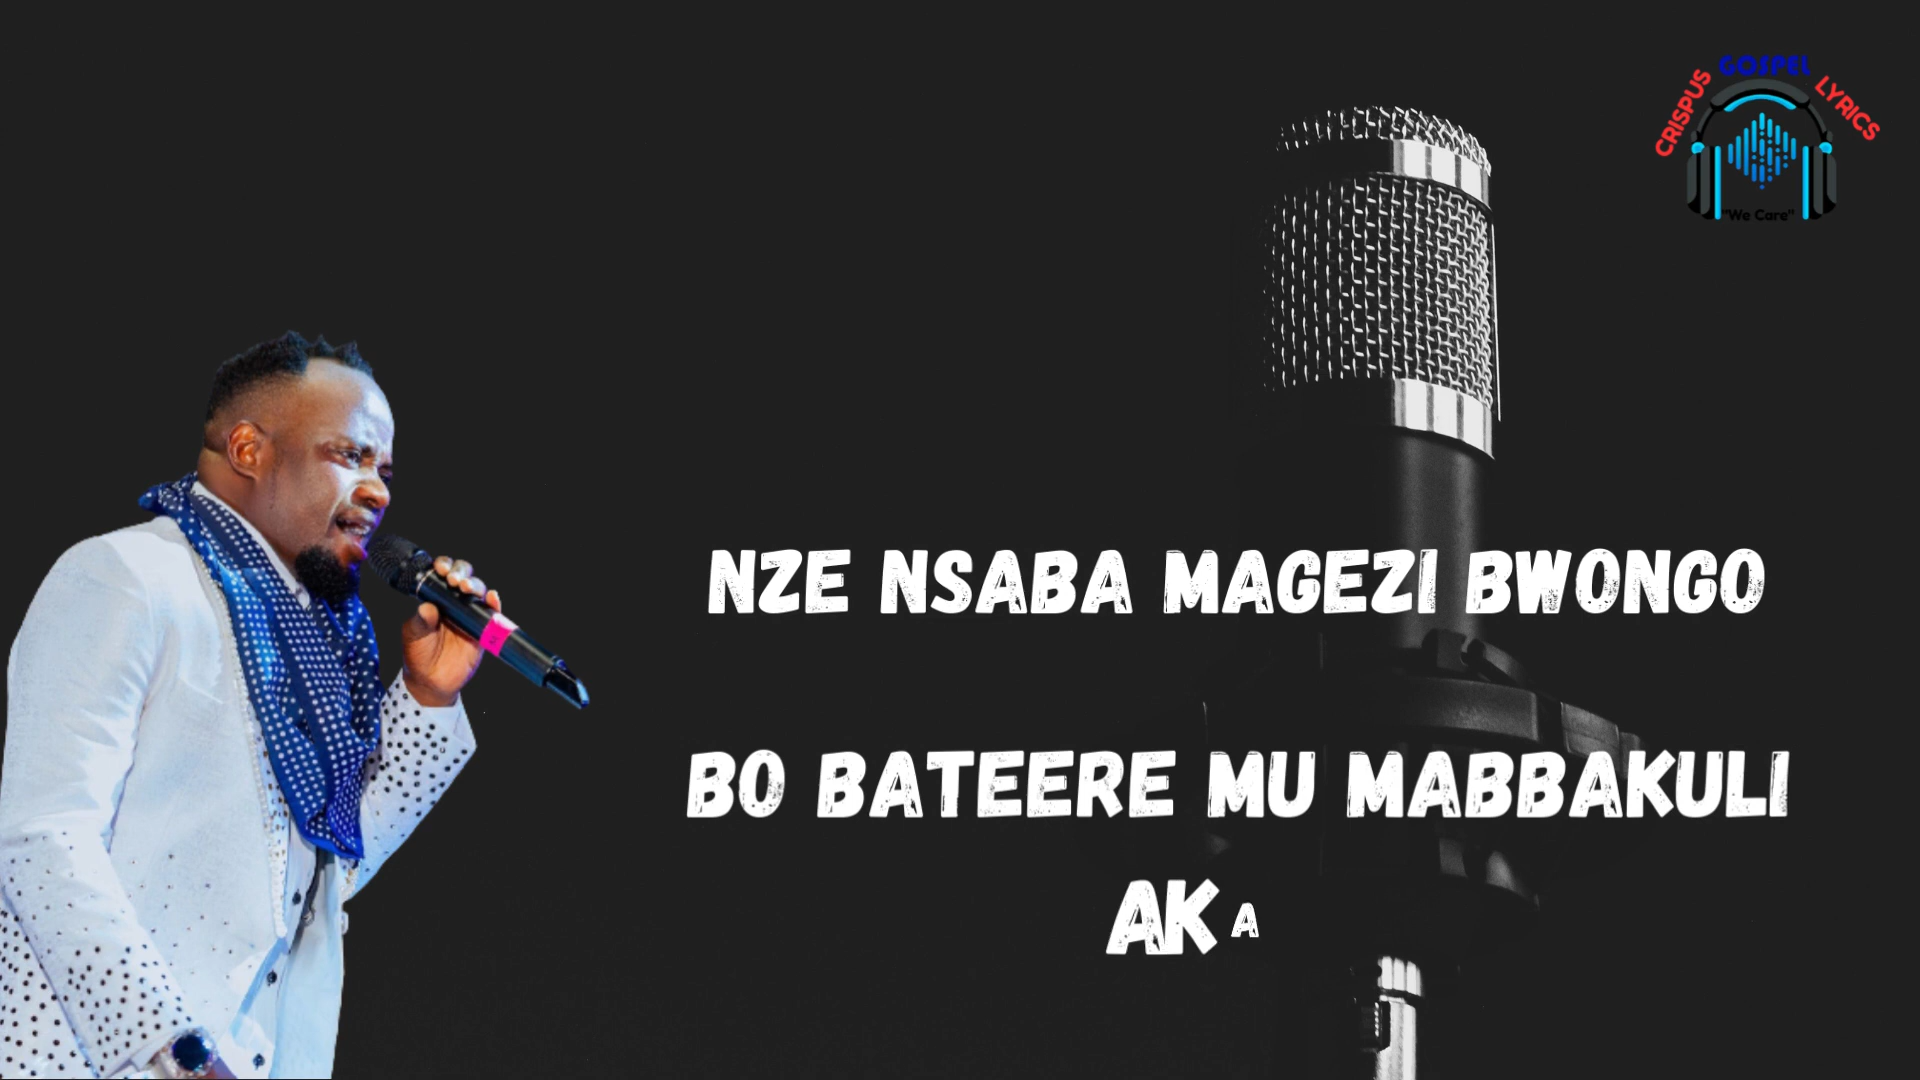 CRISPUS GOSPEL LYRICS
"We Care"
NZE NSABA MAGEZI BWONGO
BO BATEERE MU MABBAKULI
AKA